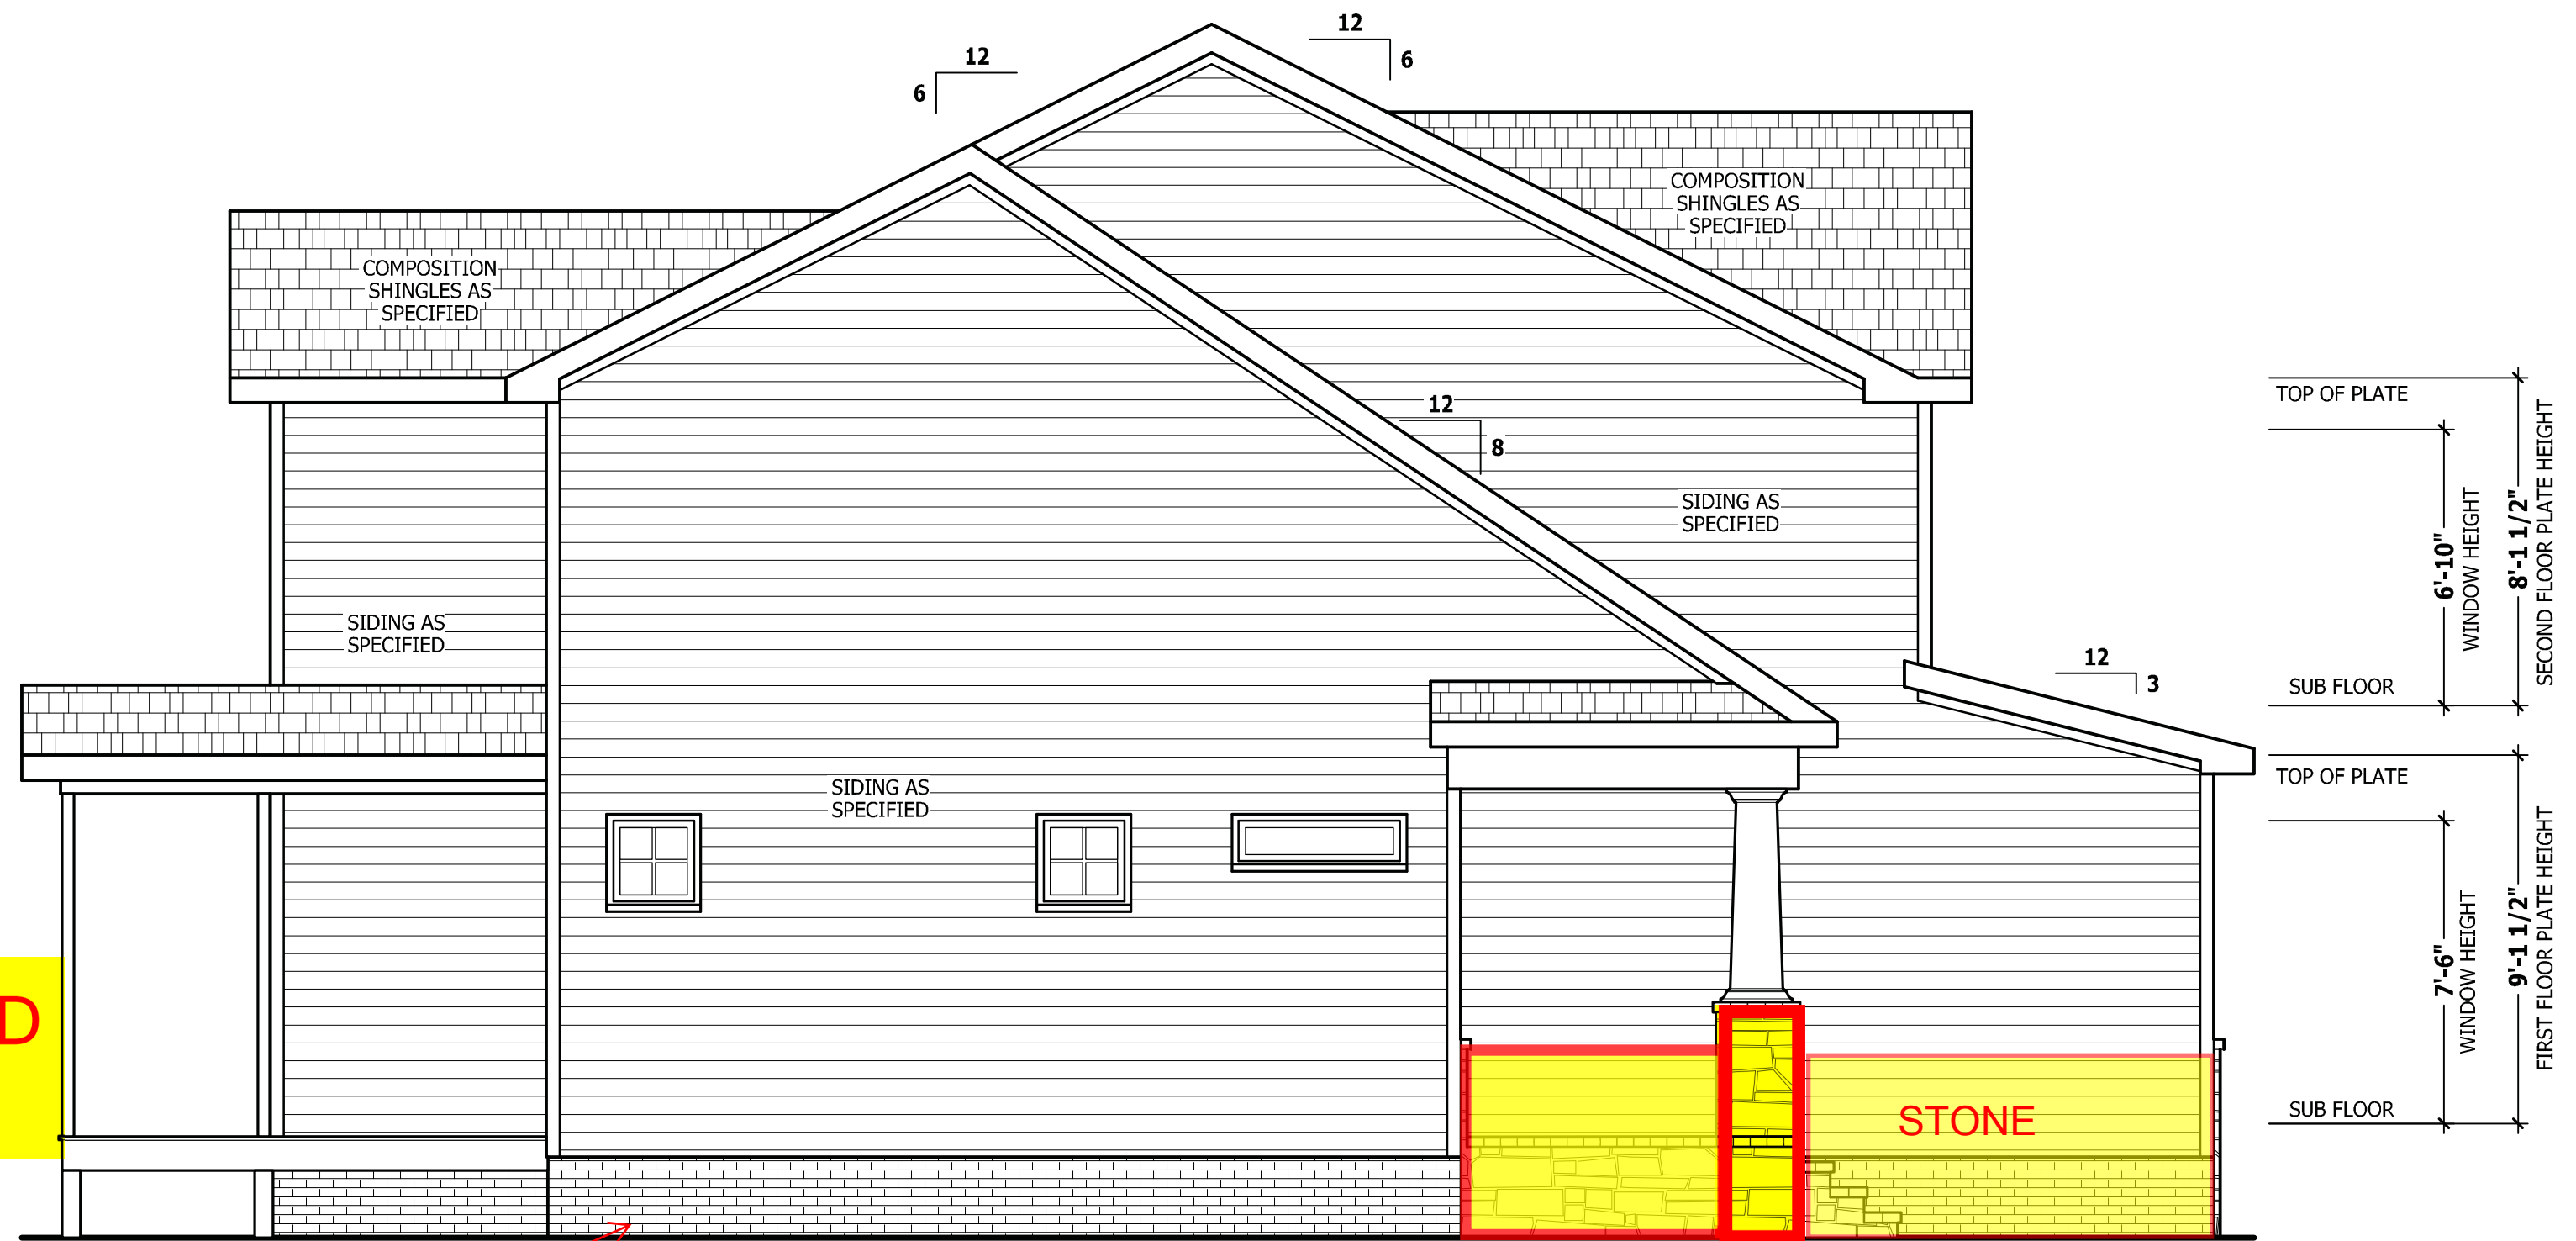 12
6
12
6
COMPOSITION
SHINGLES AS
SPECIFIED
COMPOSITION
SHINGLES AS
SPECIFIED
12
8
SIDING AS
SPECIFIED
SIDING AS
SPECIFIED
12
3
SIDING AS
SPECIFIED
D
STONE
TOP OF PLATE
SUB FLOOR
TOP OF PLATE
SUB FLOOR
6'-10"
WINDOW HEIGHT
8'-1 1/2"
SECOND FLOOR PLATE HEIGHT
7'-6"
WINDOW HEIGHT
9'-1 1/2"
FIRST FLOOR PLATE HEIGHT